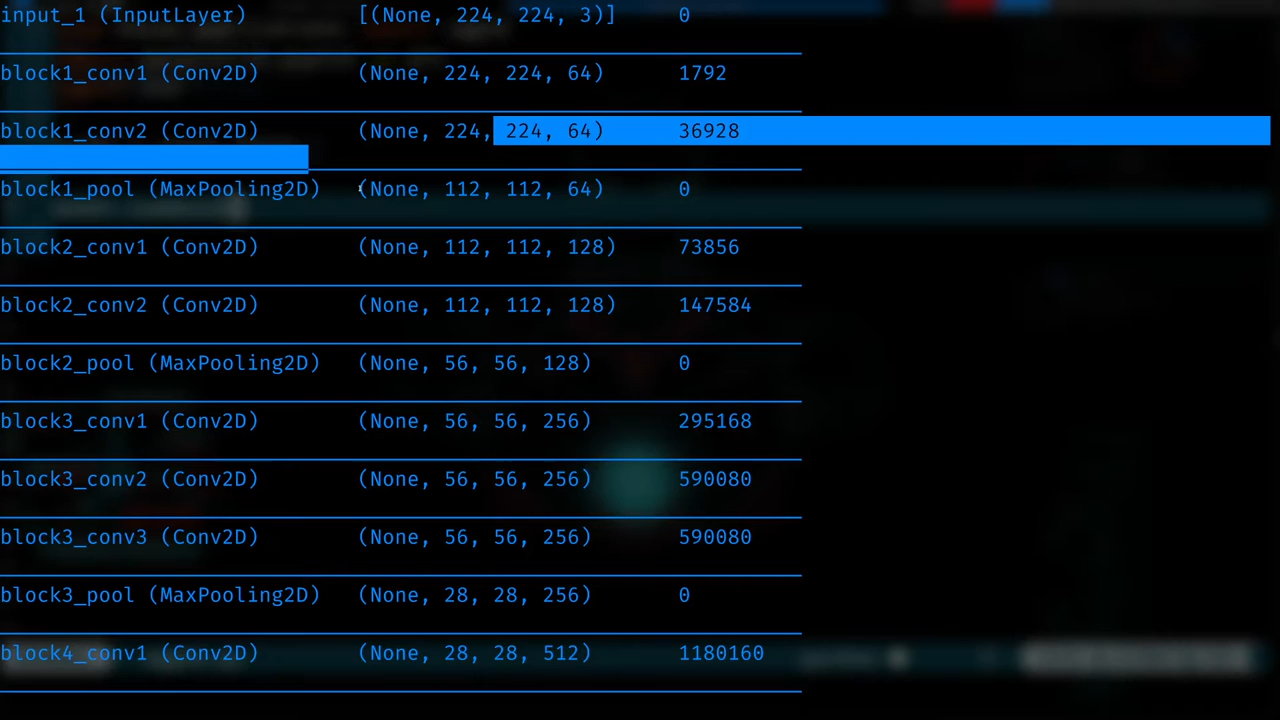 input_1 (InputLayer) [(None, 224, 224, 3)] 0
block1_conv1 (Conv2D) (None, 224, 224, 64) 1792
block1_conv2 (Conv2D) (None, 224, 224, 64) 36928
block1_pool (MaxPooling2D) (None, 112, 112, 64) 0
block2_conv1 (Conv2D) (None, 112, 112, 128) 73856
block2_conv2 (Conv2D) (None, 112, 112, 128) 147584
block2_pool (MaxPooling2D) (None, 56, 56, 128) 0
block3_conv1 (Conv2D) (None, 56, 56, 256) 295168
block3_conv2 (Conv2D) (None, 56, 56, 256) 590080
block3_conv3 (Conv2D) (None, 56, 56, 256) 590080
block3_pool (MaxPooling2D) (None, 28, 28, 256) 0
block4_conv1 (Conv2D) (None, 28, 28, 512) 1180160